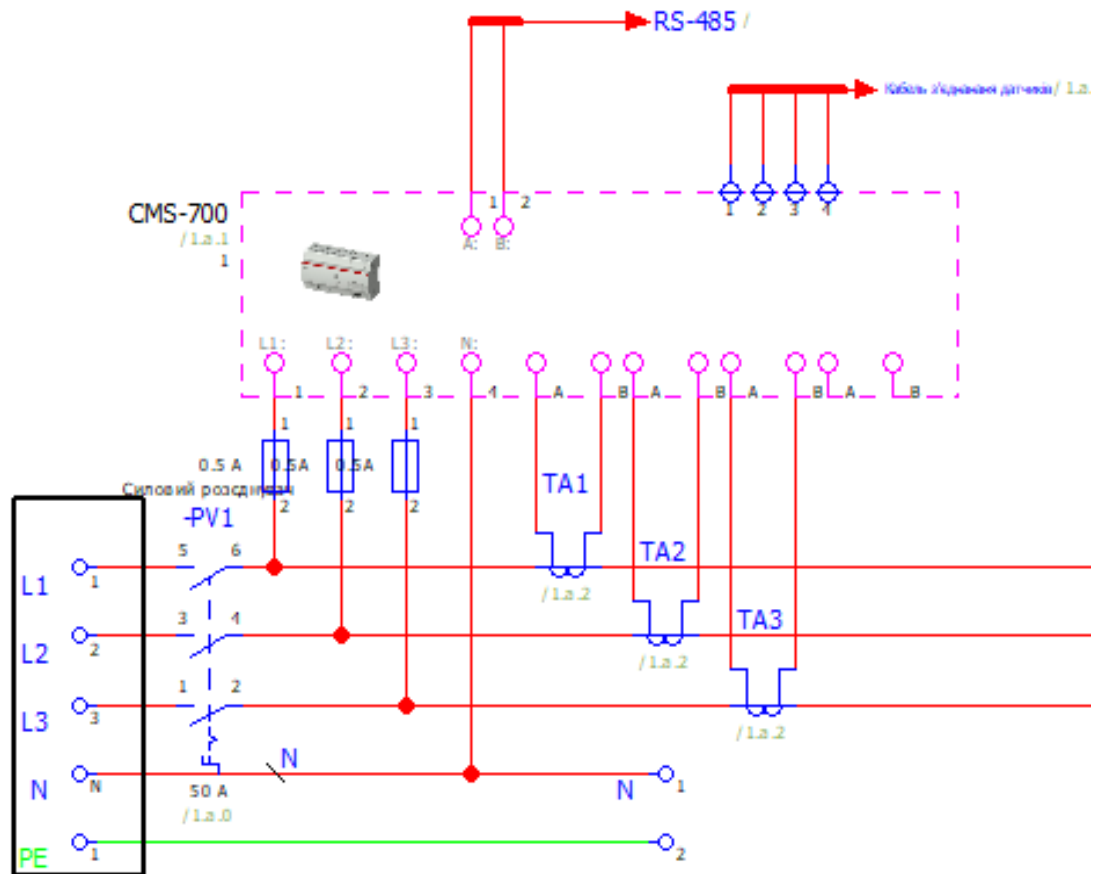 RS-485 /
Кабель з'єднаня датчиків / 1.a.
1 2 3 4
CMS-700
/ 1.a.1
1
1 2
A: B:
L1: L2: L3: N:
1 2 3 4 A B A B A B A B
1 1 1
0.5 A 0.5A 0.5A
Силовий роз'єднувач
2 2 2
-PV1
TA1
TA2
TA3
L1 1 5 6
/ 1.a.2
L2 2 3 4
/ 1.a.2
L3 3 1 2
/ 1.a.2
N N N N 1
50 A
/ 1.a.0
PE 1 2